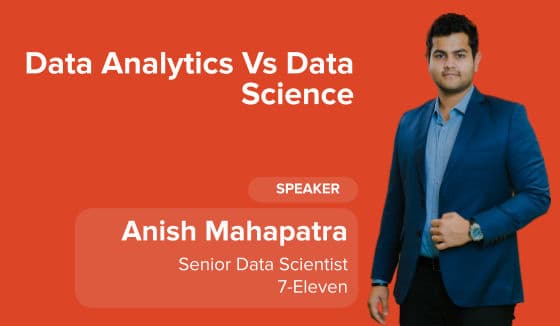 Data Analytics Vs Data
Science
SPEAKER
Anish Mahapatra
Senior Data Scientist
7-Eleven